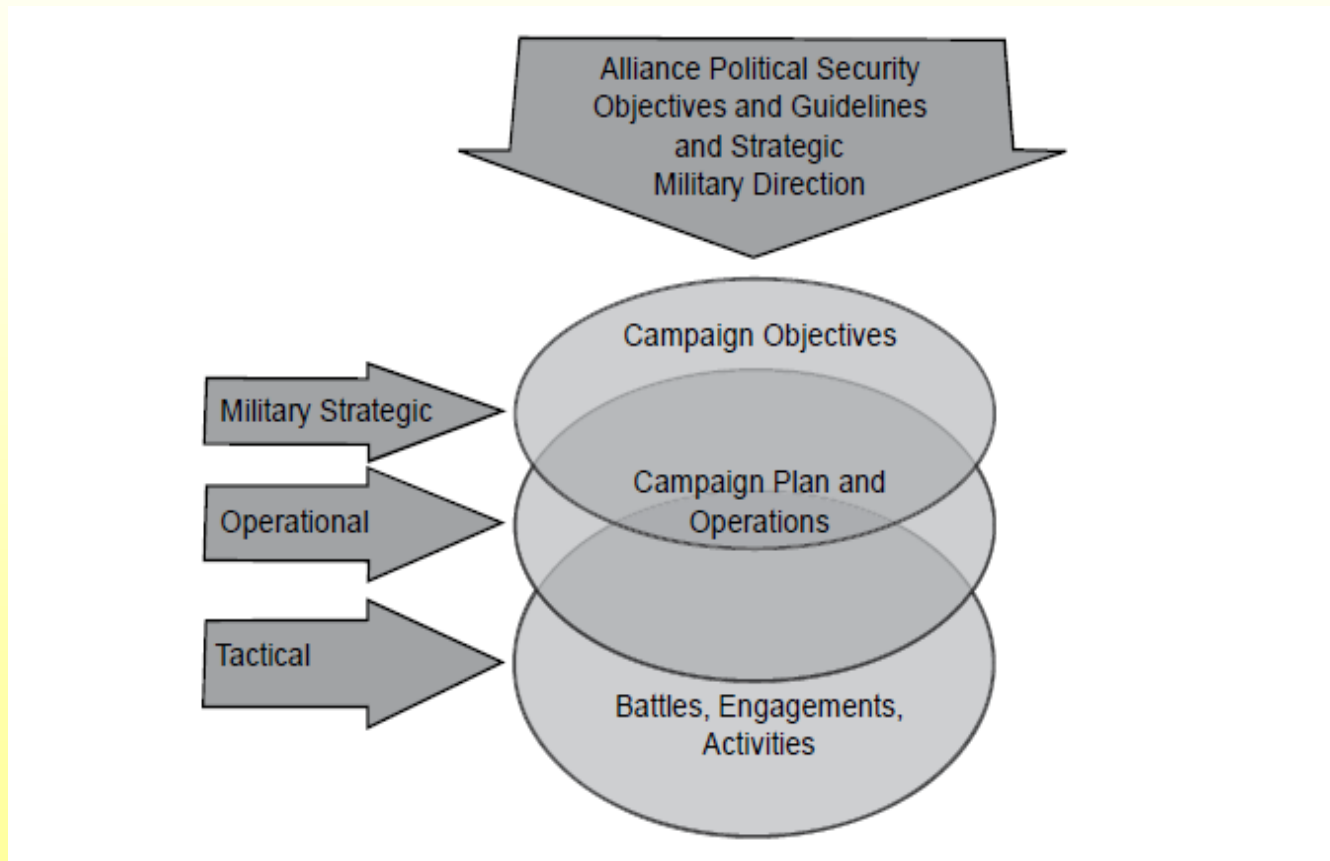 Alliance Political Security
Objectives and Guidelines
and Strategic
Military Direction
Campaign Objectives
Military Strategic
Campaign Plan and
Operations
Operational
Tactical
Battles, Engagements,
Activities